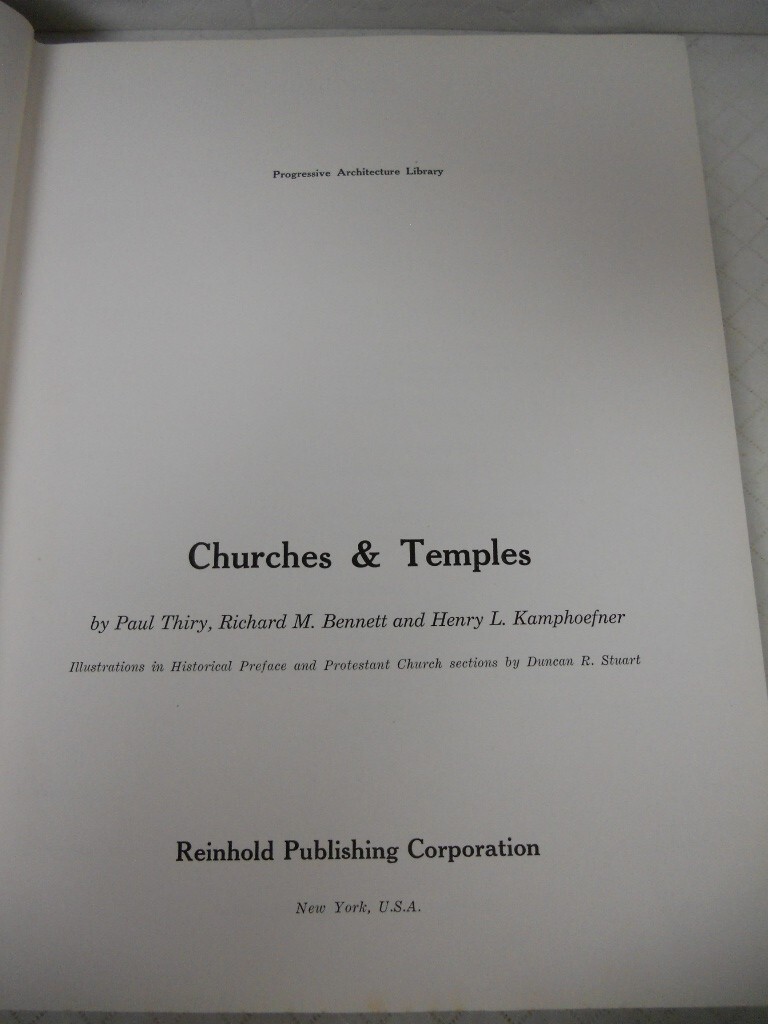 Progressive Architecture Library
Churches & Temples
by Paul Thiry, Richard M. Bennett and Henry L. Kamphoefner
Illustrations in Historical Preface and Protestant Church sections by Duncan R. Stuart
Reinhold Publishing Corporation
New York, U.S.A.